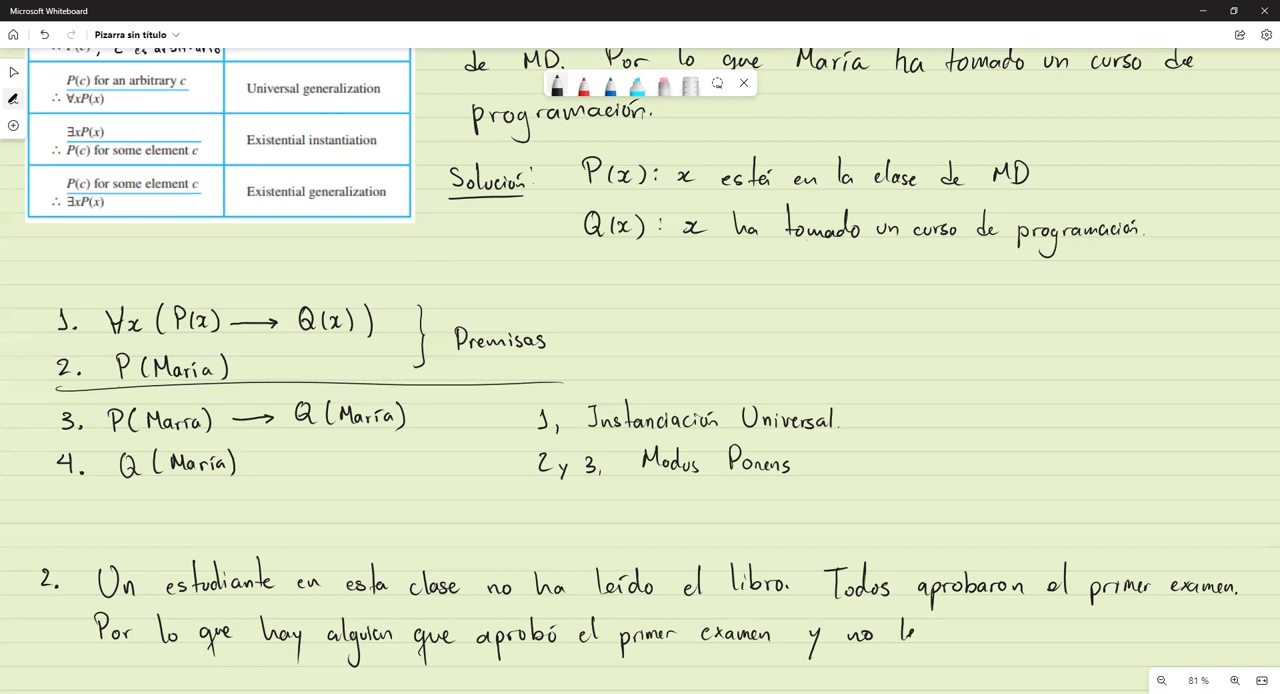 Microsoft Whiteboard
Pizarra sin título
∴ P(c), c es arbitrario
P(c) for an arbitrary c
∴ ∀xP(x)
Universal generalization
∃xP(x)
∴ P(c) for some element c
Existential instantiation
P(c) for some element c
∴ ∃xP(x)
Existential generalization
de MD. Por lo que María ha tomado un curso de
programación.
Solución: P(x): x está en la clase de MD
Q(x): x ha tomado un curso de programación.
1. ∀x (P(x) → Q(x))
2. P(María)
} Premisas
3. P(María) → Q(María) 1, Instanciación Universal.
4. Q(María) 2 y 3, Modus Ponens
2. Un estudiante en esta clase no ha leído el libro. Todos aprobaron el primer examen.
Por lo que hay alguien que aprobó el primer examen y no le
81 %